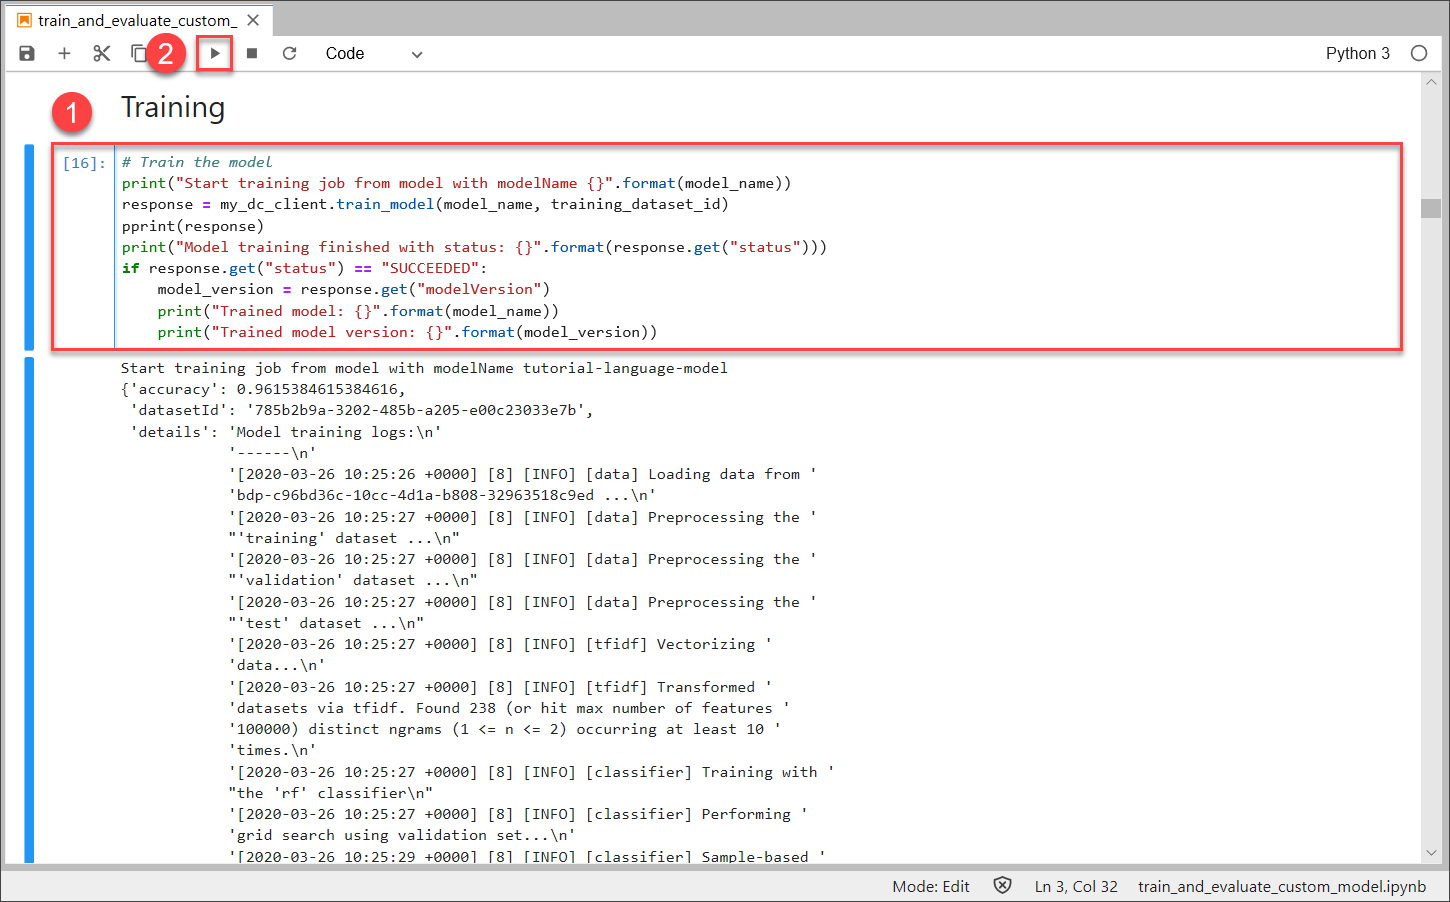 train_and_evaluate_custom_
2
Code
Python 3
1
Training
[16]:
# Train the model
print("Start training job from model with modelName {}".format(model_name))
response = my_dc_client.train_model(model_name, training_dataset_id)
pprint(response)
print("Model training finished with status: {}".format(response.get("status")))
if response.get("status") == "SUCCEEDED":
    model_version = response.get("modelVersion")
    print("Trained model: {}".format(model_name))
    print("Trained model version: {}".format(model_version))
Start training job from model with modelName tutorial-language-model
{'accuracy': 0.9615384615384616,
 'datasetId': '785b2b9a-3202-485b-a205-e00c23033e7b',
 'details': 'Model training logs:\n'
            '------\n'
            '[2020-03-26 10:25:26 +0000] [8] [INFO] [data] Loading data from '
            'bdp-c96bd36c-10cc-4d1a-b808-32963518c9ed ...\n'
            '[2020-03-26 10:25:27 +0000] [8] [INFO] [data] Preprocessing the '
            "'training' dataset ...\n"
            '[2020-03-26 10:25:27 +0000] [8] [INFO] [data] Preprocessing the '
            "'validation' dataset ...\n"
            '[2020-03-26 10:25:27 +0000] [8] [INFO] [data] Preprocessing the '
            "'test' dataset ...\n"
            '[2020-03-26 10:25:27 +0000] [8] [INFO] [tfidf] Vectorizing '
            'data...\n'
            '[2020-03-26 10:25:27 +0000] [8] [INFO] [tfidf] Transformed '
            'datasets via tfidf. Found 238 (or hit max number of features '
            '100000) distinct ngrams (1 <= n <= 2) occurring at least 10 '
            'times.\n'
            '[2020-03-26 10:25:27 +0000] [8] [INFO] [classifier] Training with '
            "the 'rf' classifier\n"
            '[2020-03-26 10:25:27 +0000] [8] [INFO] [classifier] Performing '
            'grid search using validation set...\n'
            '[2020-03-26 10:25:29 +0000] [8] [INFO] [classifier] Sample-based '
Mode: Edit
Ln 3, Col 32
train_and_evaluate_custom_model.ipynb